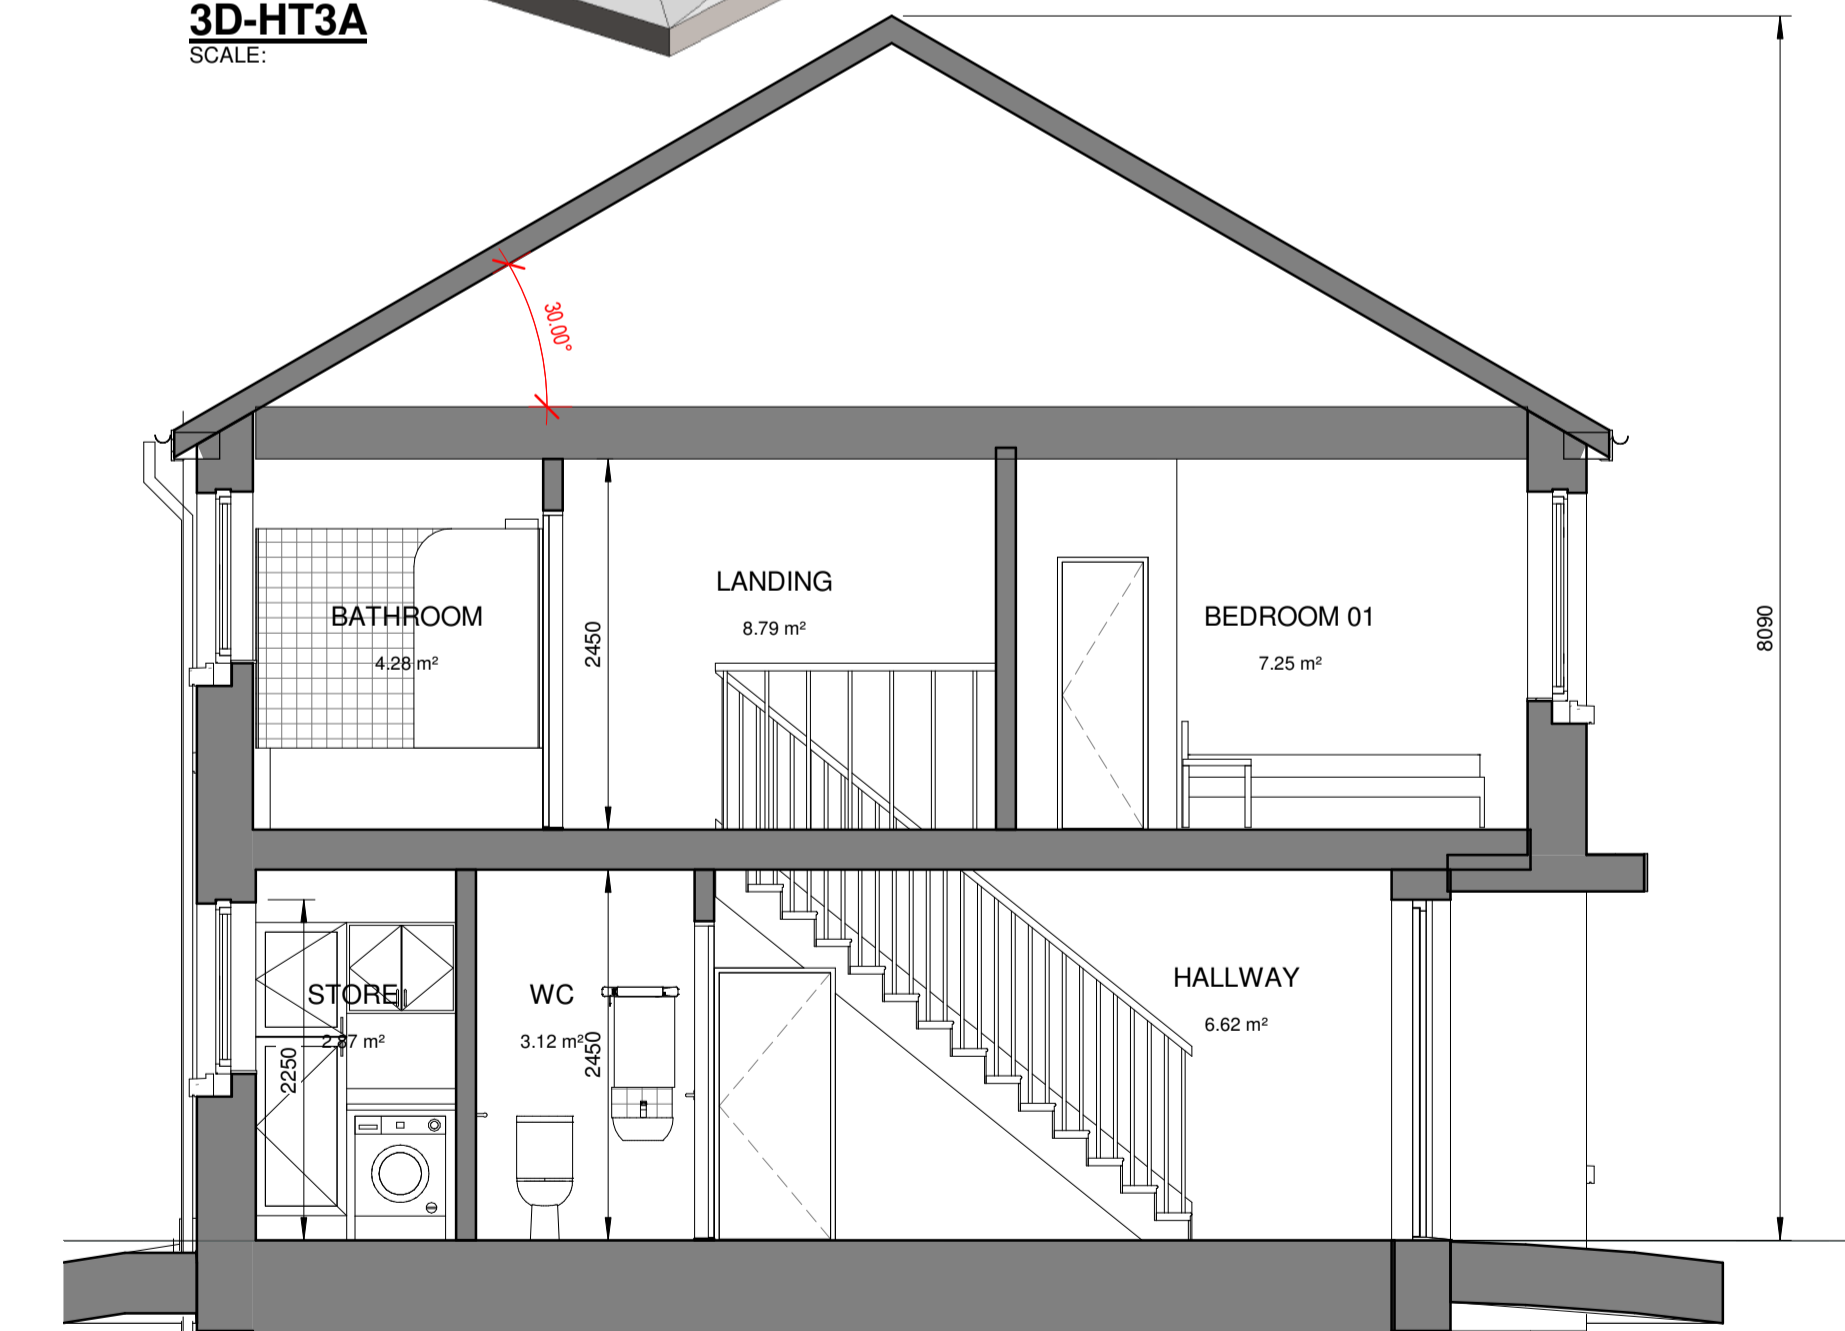 3D-HT3A
SCALE:
30.00°
LANDING
8.79 m²
BATHROOM
4.28 m²
2450
BEDROOM 01
7.25 m²
8090
HALLWAY
6.62 m²
STORE
2.87 m²
2250
WC
3.12 m²
2450